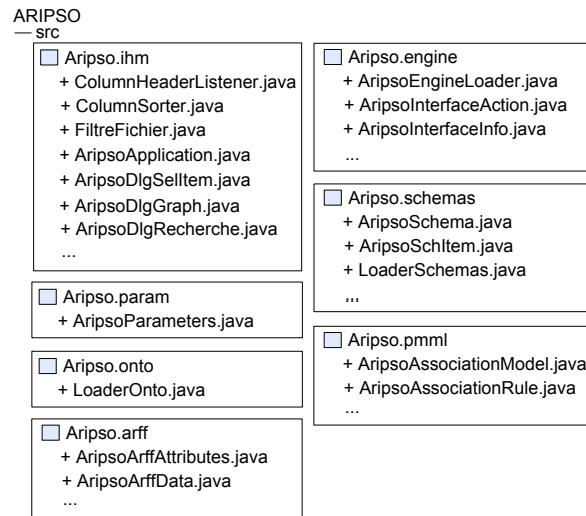 ARIPSO
src
Aripso.ihm
+ ColumnHeaderListener.java
+ ColumnSorter.java
+ FiltreFichier.java
+ AripsoApplication.java
+ AripsoDlgSelItem.java
+ AripsoDlgGraph.java
+ AripsoDlgRecherche.java
...
Aripso.param
+ AripsoParameters.java
Aripso.onto
+ LoaderOnto.java
Aripso.arff
+ AripsoArffAttributes.java
+ AripsoArffData.java
...
Aripso.engine
+ AripsoEngineLoader.java
+ AripsoInterfaceAction.java
+ AripsoInterfaceInfo.java
...
Aripso.schemas
+ AripsoSchema.java
+ AripsoSchItem.java
+ LoaderSchemas.java
...
Aripso.pmml
+ AripsoAssociationModel.java
+ AripsoAssociationRule.java
...